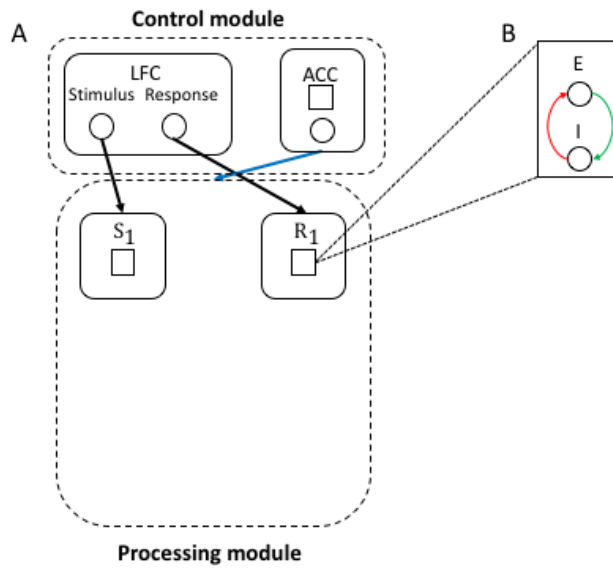 Control module
A
B
LFC
Stimulus Response
ACC
E
I
S1
R1
Processing module